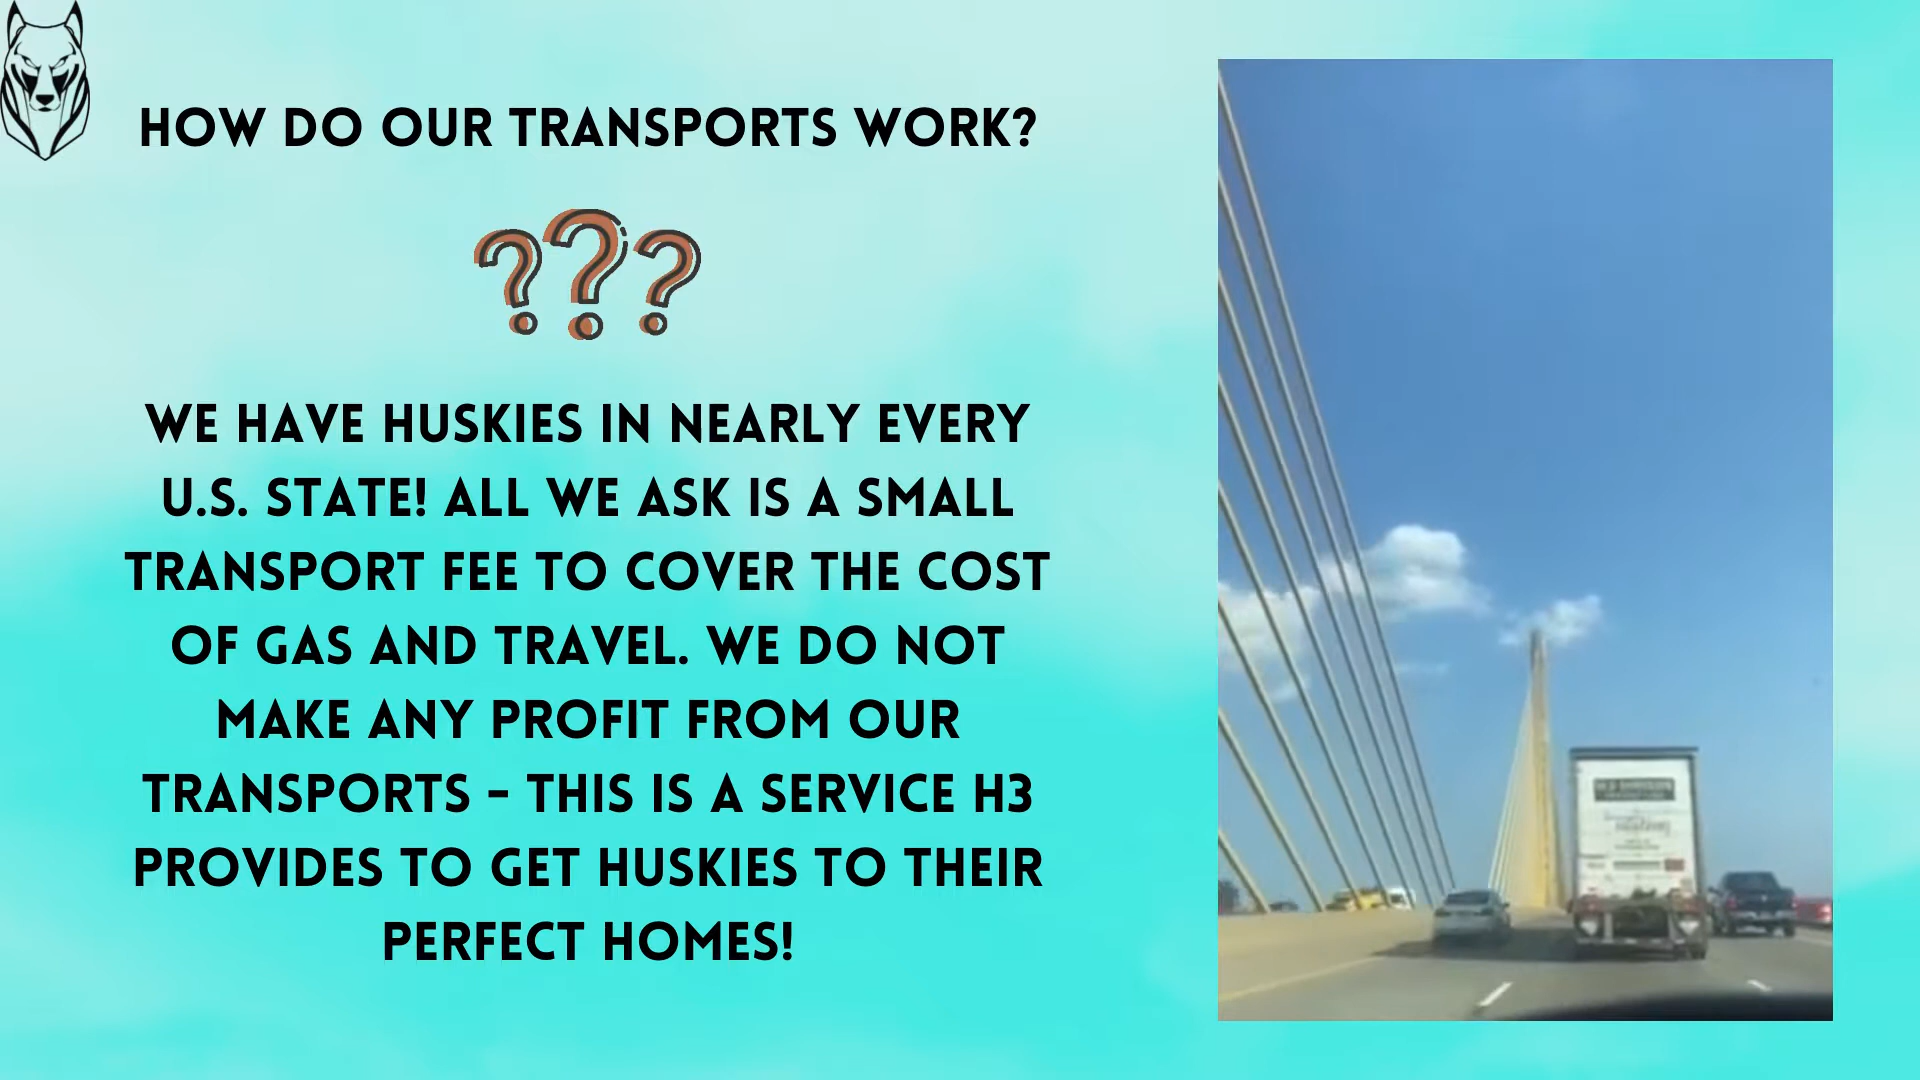 HOW DO OUR TRANSPORTS WORK?
???
WE HAVE HUSKIES IN NEARLY EVERY
U.S. STATE! ALL WE ASK IS A SMALL
TRANSPORT FEE TO COVER THE COST
OF GAS AND TRAVEL. WE DO NOT
MAKE ANY PROFIT FROM OUR
TRANSPORTS - THIS IS A SERVICE H3
PROVIDES TO GET HUSKIES TO THEIR
PERFECT HOMES!